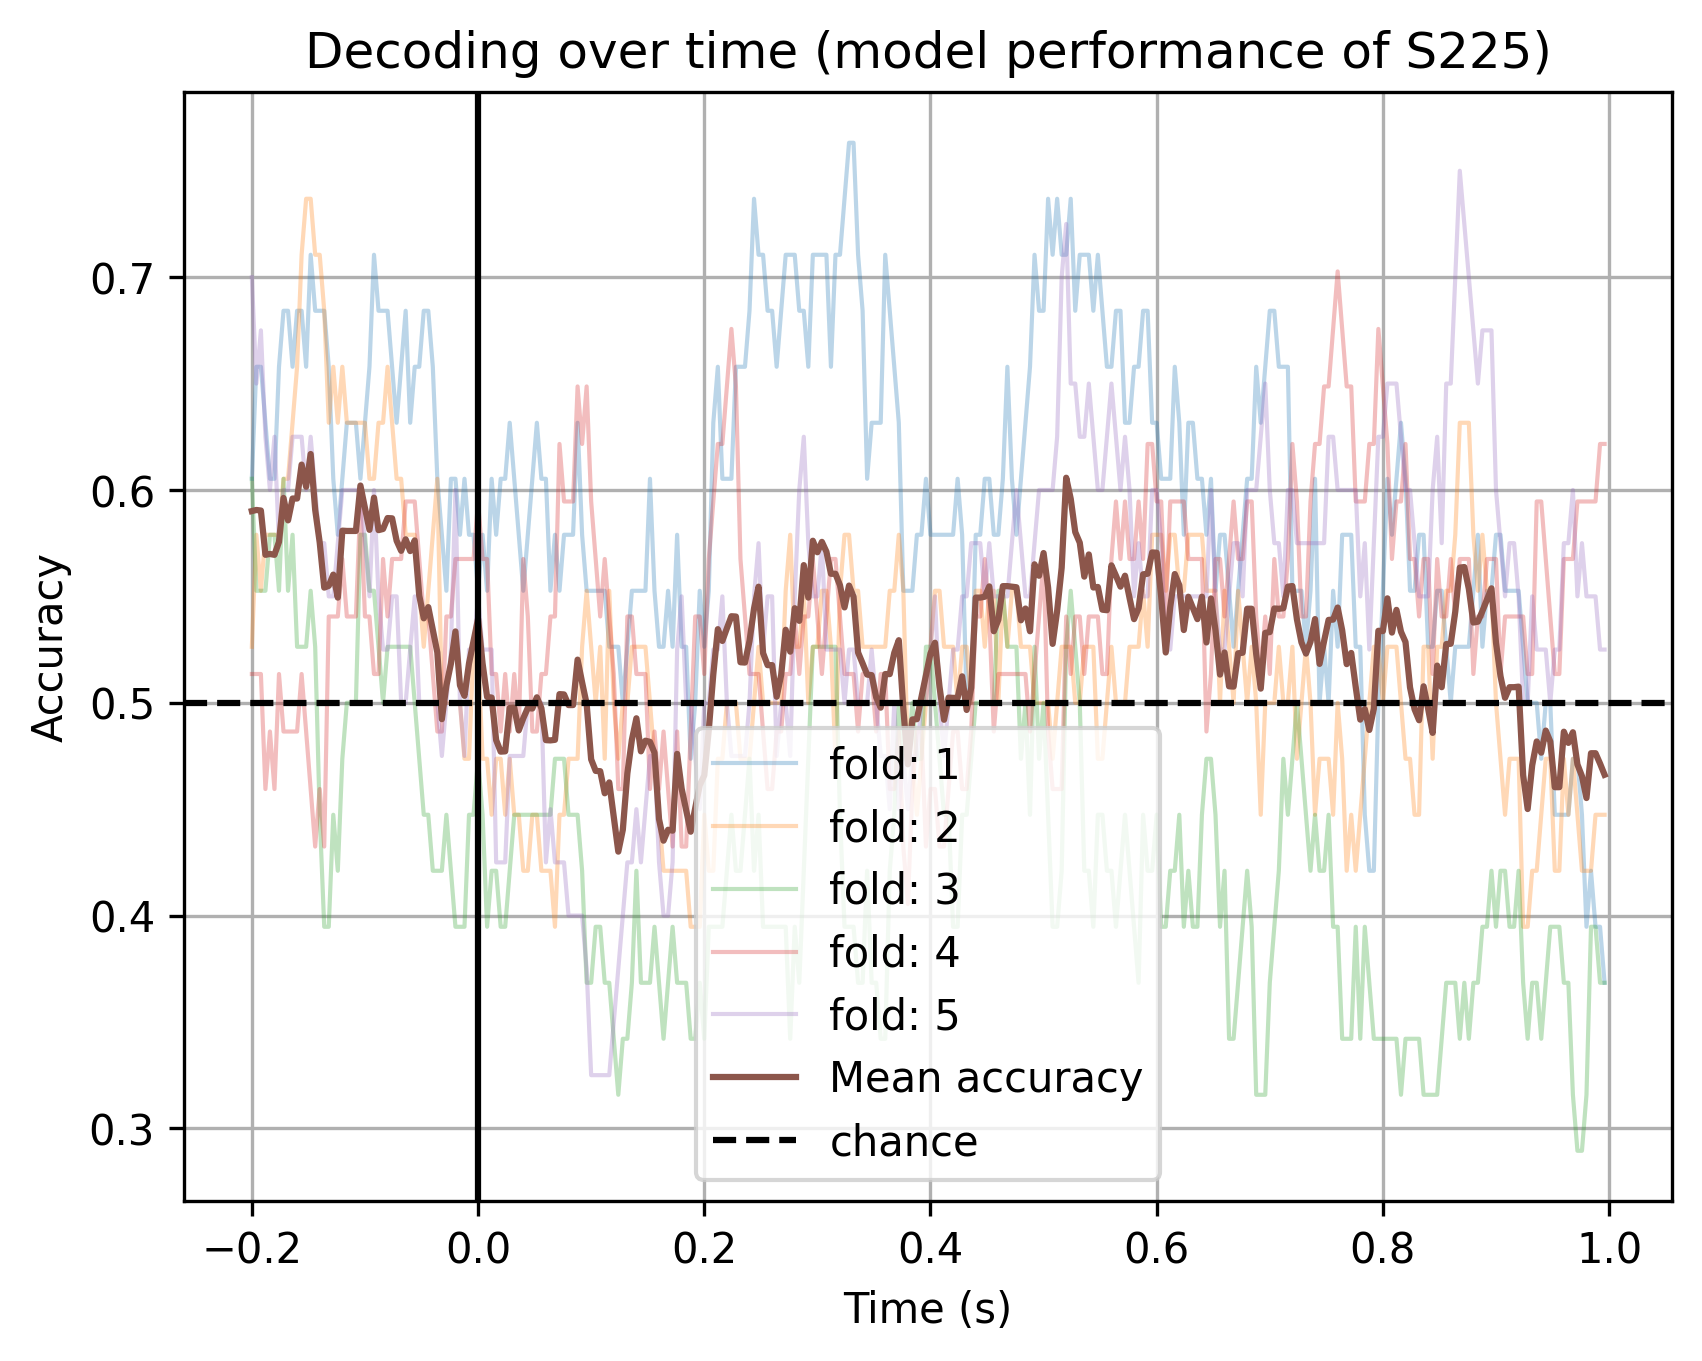 Decoding over time (model performance of S225)
Accuracy
0.7
0.6
0.5
0.4
0.3
fold: 1
fold: 2
fold: 3
fold: 4
fold: 5
Mean accuracy
chance
−0.2 0.0 0.2 0.4 0.6 0.8 1.0
Time (s)